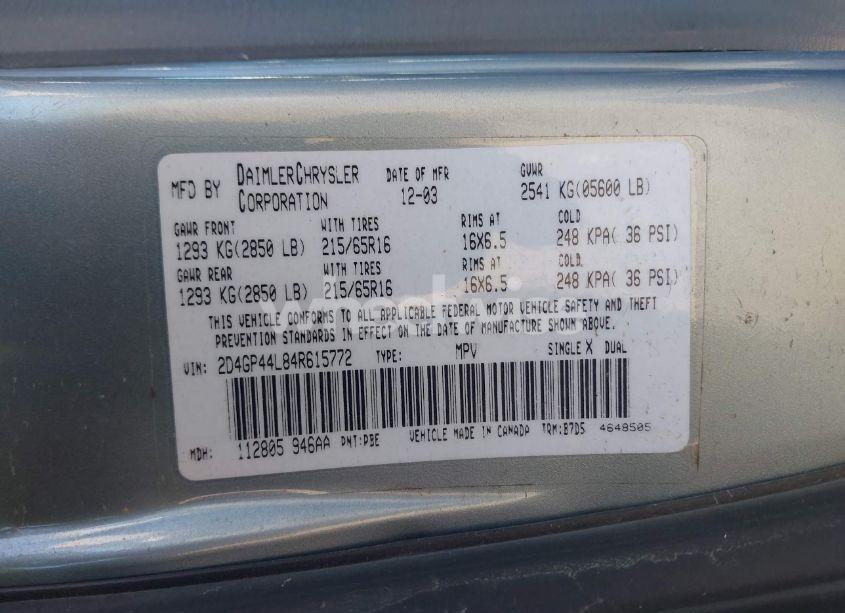 MFD BY DAIMLERCHRYSLER CORPORATION DATE OF MFR 12-03 GVWR 2541 KG(05600 LB)
GAWR FRONT WITH TIRES RIMS AT COLD
1293 KG(2850 LB) 215/65R16 16X6.5 248 KPA( 36 PSI)
GAWR REAR WITH TIRES RIMS AT COLD
1293 KG(2850 LB) 215/65R16 16X6.5 248 KPA( 36 PSI)
THIS VEHICLE CONFORMS TO ALL APPLICABLE FEDERAL MOTOR VEHICLE SAFETY AND THEFT
PREVENTION STANDARDS IN EFFECT ON THE DATE OF MANUFACTURE SHOWN ABOVE.
VIN: 2D4GP44L84R615772 TYPE: MPV SINGLE X DUAL
MDH: 112805 946AA PNT:PBE VEHICLE MADE IN CANADA TRM:B7D5 4648505